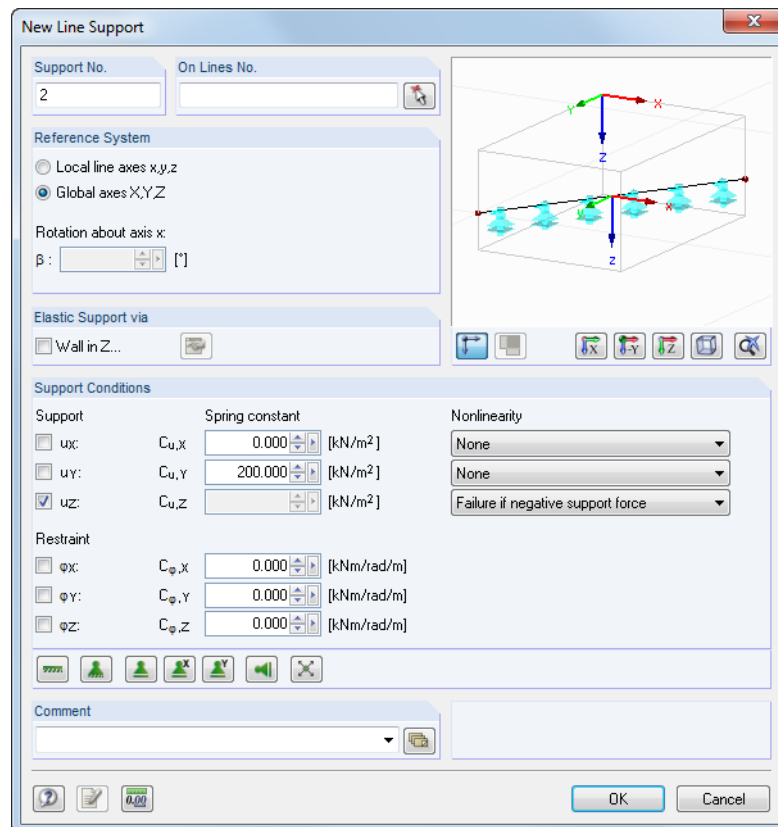 New Line Support
Support No.
On Lines No.
2
Reference System
Local line axes x,y,z
Global axes X,Y,Z
Rotation about axis x:
β :
[°]
Y
X
Z
y
x
z
Elastic Support via
Wall in Z...
X
-Y
Z
Support Conditions
Support
Spring constant
Nonlinearity
uX:
Cu,X
0.000
[kN/m²]
None
uY:
Cu,Y
200.000
[kN/m²]
None
uZ:
Cu,Z
[kN/m²]
Failure if negative support force
Restraint
φX:
Cφ,X
0.000
[kNm/rad/m]
φY:
Cφ,Y
0.000
[kNm/rad/m]
φZ:
Cφ,Z
0.000
[kNm/rad/m]
X
Y
Comment
?
0.00
OK
Cancel